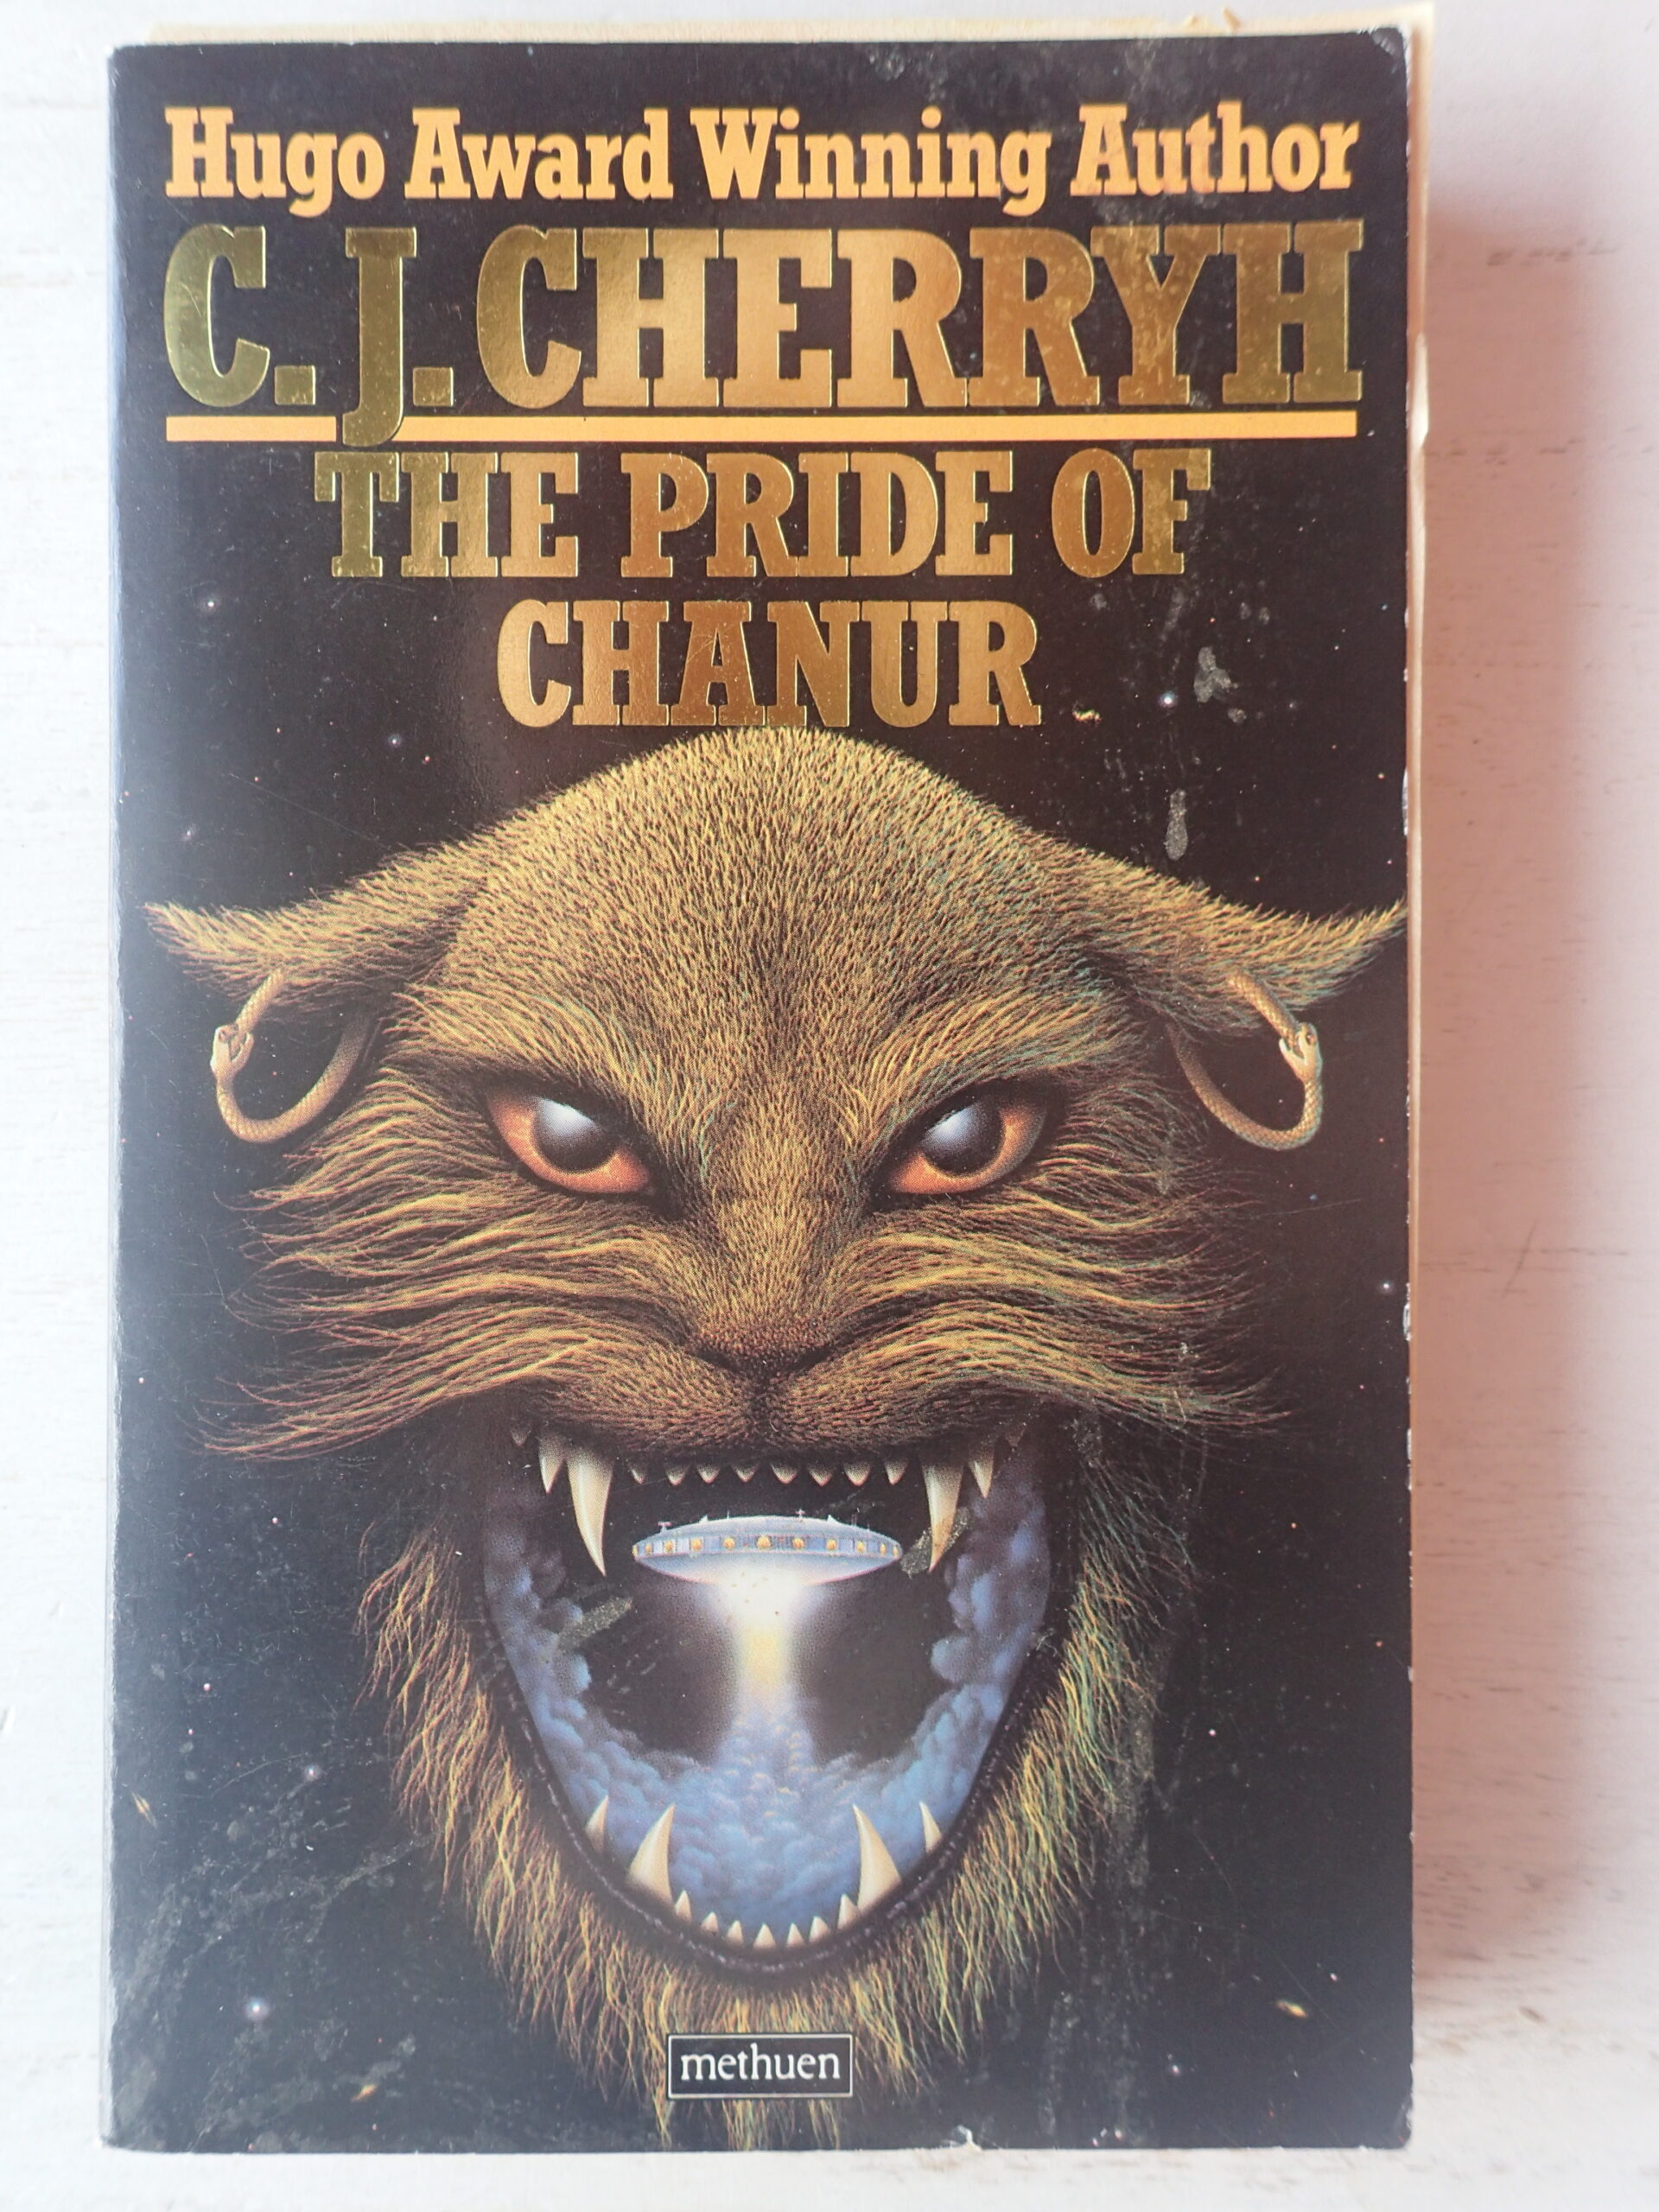 Hugo Award Winning Author
C. J. CHERRYH
THE PRIDE OF
CHANUR
methuen